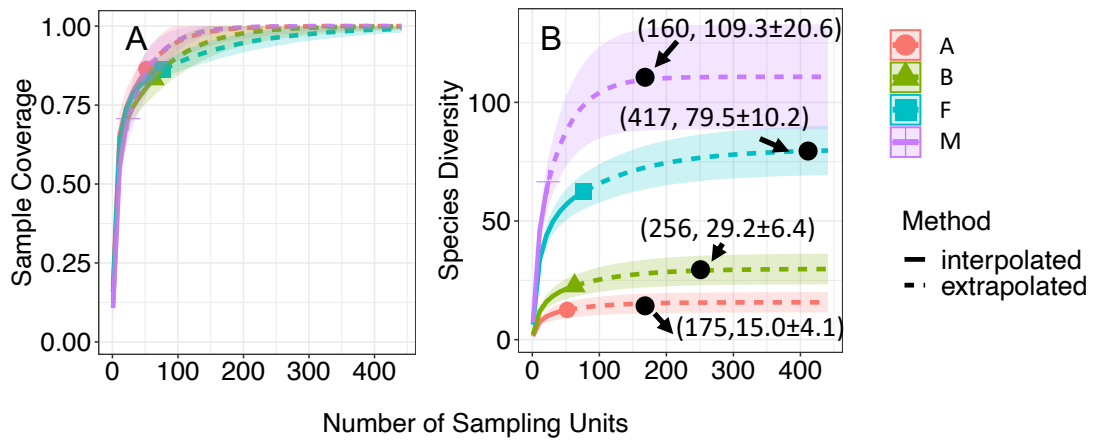 A
Sample Coverage
1.00
0.75
0.50
0.25
0.00
0
100
200
300
400
B
Species Diversity
100
50
0
0
100
200
300
400
(160, 109.3±20.6)
(417, 79.5±10.2)
(256, 29.2±6.4)
(175,15.0±4.1)
Number of Sampling Units
A
B
F
M
Method
interpolated
extrapolated